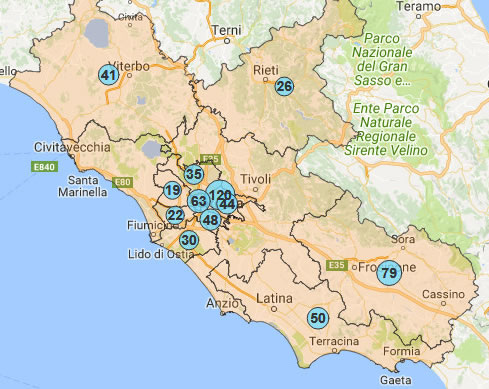 Civita
Terni
Teramo
41
Viterbo
Rieti
26
Parco
Nazionale
del Gran
Sasso e...
Ente Parco
Naturale
Regionale
Sirente Velino
Civitavecchia
E840
Santa
Marinella
E80
E35
35
19
Tivoli
120
63
44
22
48
Fiumicino
30
Lido di Ostia
Sora
E35
Frosinone
79
Cassino
Anzio
Latina
50
Terracina
Formia
Gaeta